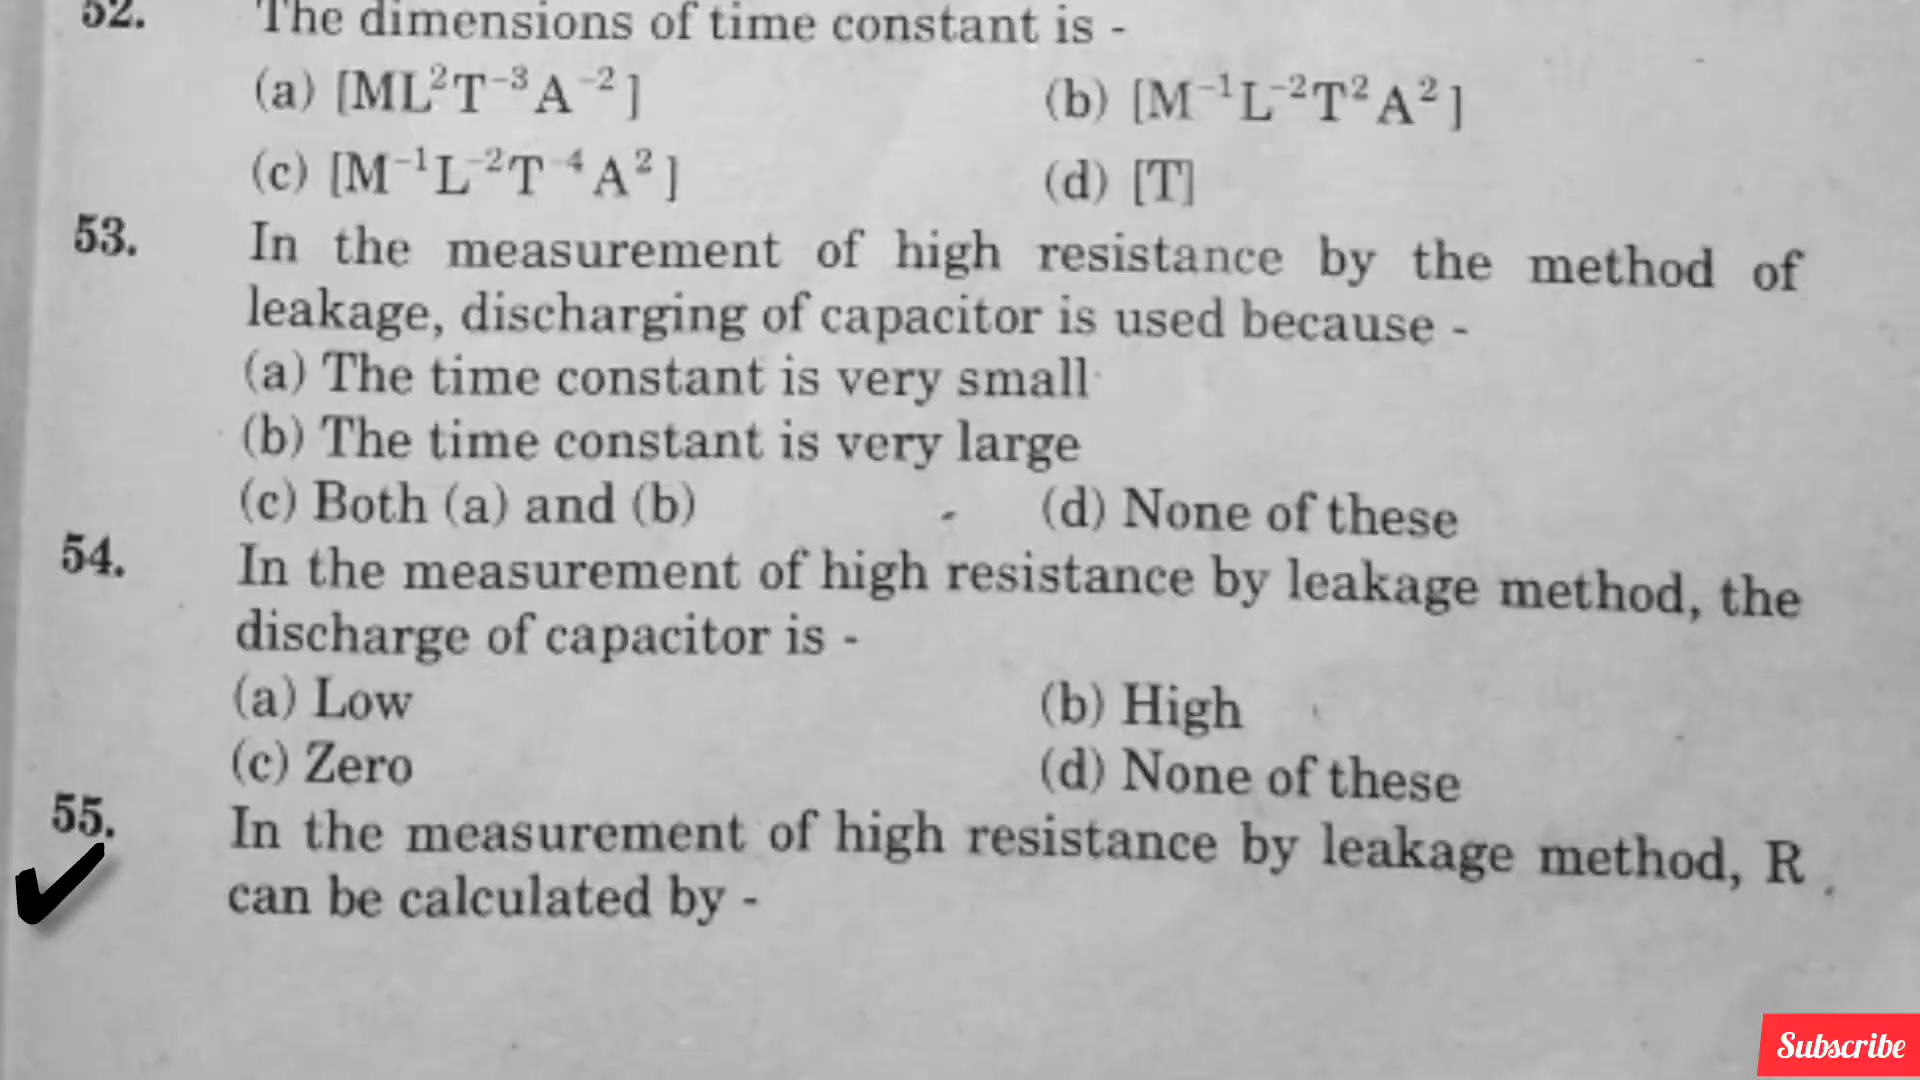 52. The dimensions of time constant is -
(a) [ML²T⁻³A⁻²] (b) [M⁻¹L⁻²T²A²]
(c) [M⁻¹L⁻²T⁻⁴A²] (d) [T]
53. In the measurement of high resistance by the method of
leakage, discharging of capacitor is used because -
(a) The time constant is very small
(b) The time constant is very large
(c) Both (a) and (b) (d) None of these
54. In the measurement of high resistance by leakage method, the
discharge of capacitor is -
(a) Low (b) High
(c) Zero (d) None of these
55. In the measurement of high resistance by leakage method, R
can be calculated by -
Subscribe